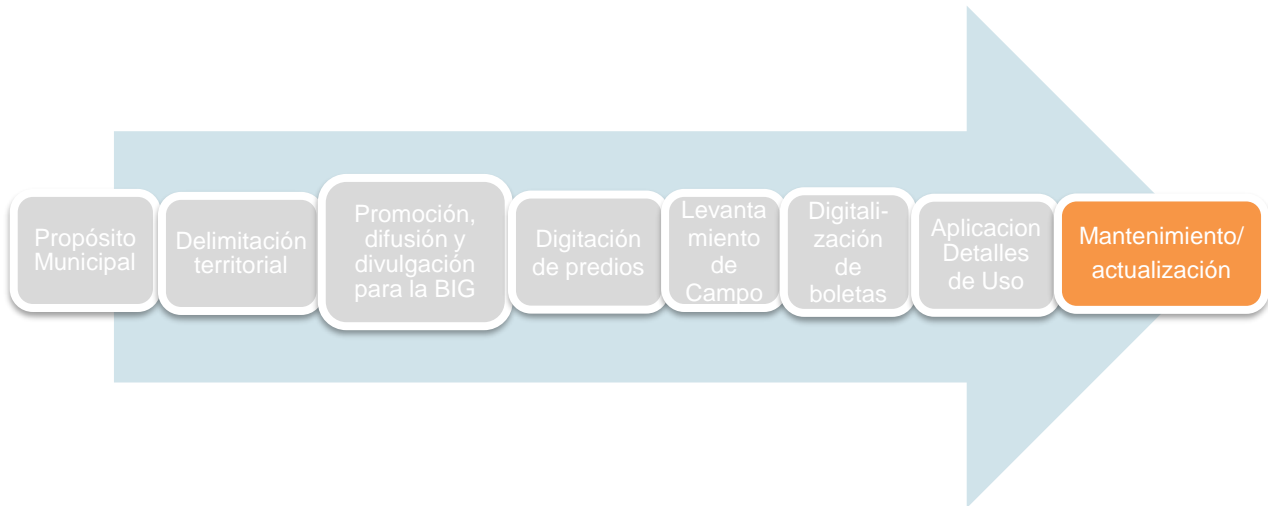 Propósito
Municipal
Delimitación
territorial
Promoción,
difusión y
divulgación
para la BIG
Digitación
de predios
Levanta
miento
de
Campo
Digitali-
zación
de
boletas
Aplicacion
Detalles
de Uso
Mantenimiento/
actualización